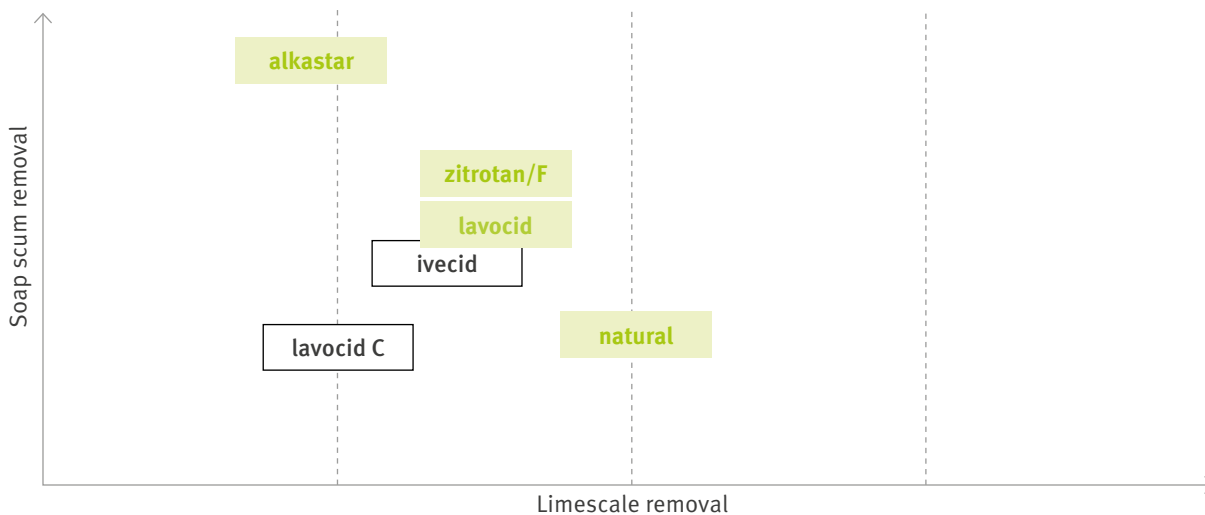 Soap scum removal
alkastar
zitrotan/F
lavocid
ivecid
natural
lavocid C
Limescale removal